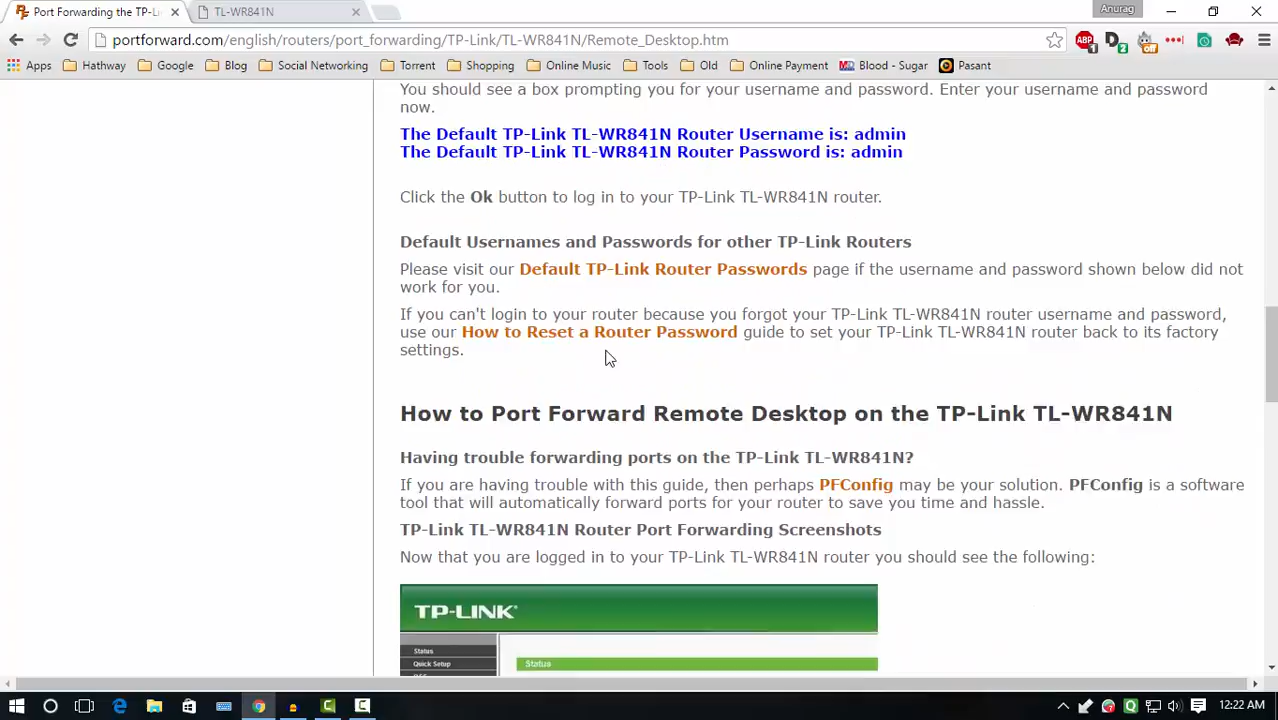 Port Forwarding the TP-Li
TL-WR841N
Anurag
portforward.com/english/routers/port_forwarding/TP-Link/TL-WR841N/Remote_Desktop.htm
ABP
1
2
off
Apps
Hathway
Google
Blog
Social Networking
Torrent
Shopping
Online Music
Tools
Old
Online Payment
Blood - Sugar
Pasant
You should see a box prompting you for your username and password. Enter your username and password
now.
The Default TP-Link TL-WR841N Router Username is: admin
The Default TP-Link TL-WR841N Router Password is: admin
Click the Ok button to log in to your TP-Link TL-WR841N router.
Default Usernames and Passwords for other TP-Link Routers
Please visit our Default TP-Link Router Passwords page if the username and password shown below did not
work for you.
If you can't login to your router because you forgot your TP-Link TL-WR841N router username and password,
use our How to Reset a Router Password guide to set your TP-Link TL-WR841N router back to its factory
settings.
How to Port Forward Remote Desktop on the TP-Link TL-WR841N
Having trouble forwarding ports on the TP-Link TL-WR841N?
If you are having trouble with this guide, then perhaps PFConfig may be your solution. PFConfig is a software
tool that will automatically forward ports for your router to save you time and hassle.
TP-Link TL-WR841N Router Port Forwarding Screenshots
Now that you are logged in to your TP-Link TL-WR841N router you should see the following:
TP-LINK®
Status
Quick Setup
Status
12:22 AM